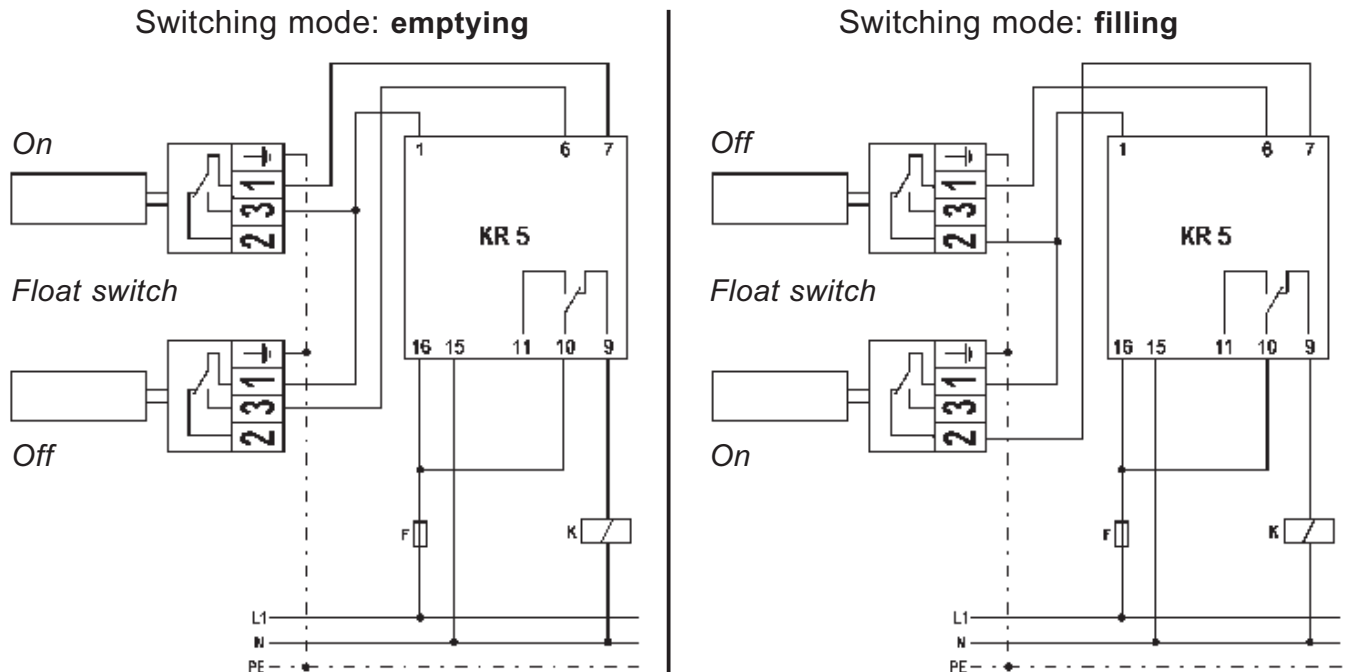 Switching mode: emptying
On
1
3
2
Float switch
1
3
2
Off
1 6 7
KR 5
16 15 11 10 9
F
K
L1
N
PE
Switching mode: filling
Off
1
3
2
Float switch
1
3
2
On
1 6 7
KR 5
16 15 11 10 9
F
K
L1
N
PE